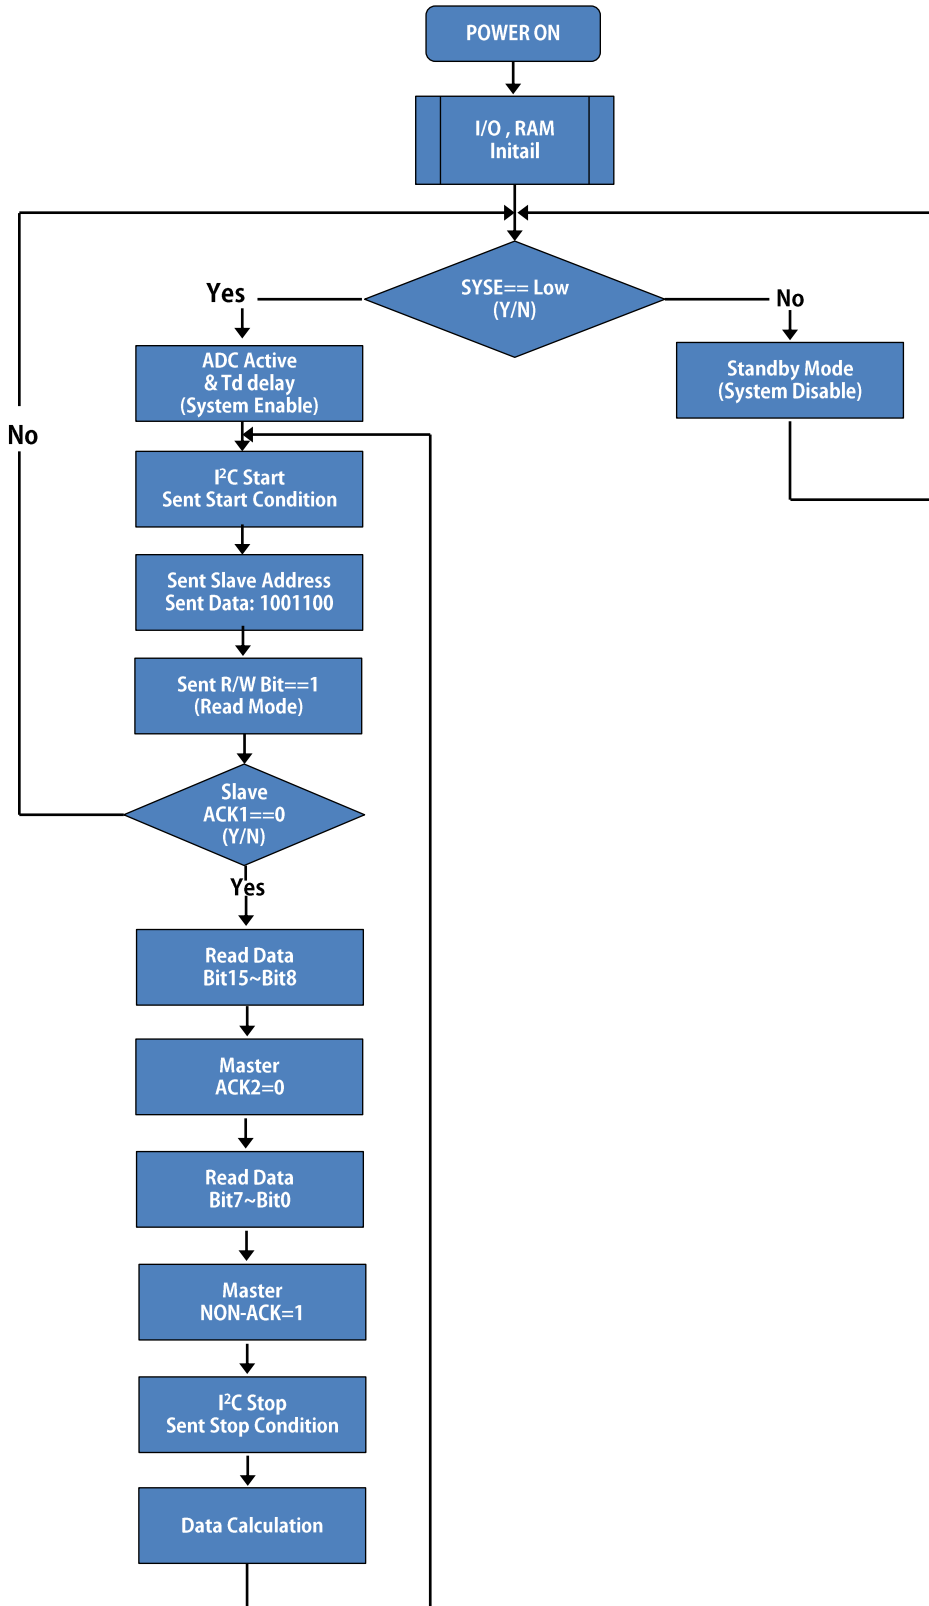 POWER ON
I/O , RAM
Initail
SYSE== Low
(Y/N)
Yes
No
ADC Active
& Td delay
(System Enable)
Standby Mode
(System Disable)
No
I²C Start
Sent Start Condition
Sent Slave Address
Sent Data: 1001100
Sent R/W Bit==1
(Read Mode)
Slave
ACK1==0
(Y/N)
Yes
Read Data
Bit15~Bit8
Master
ACK2=0
Read Data
Bit7~Bit0
Master
NON-ACK=1
I²C Stop
Sent Stop Condition
Data Calculation